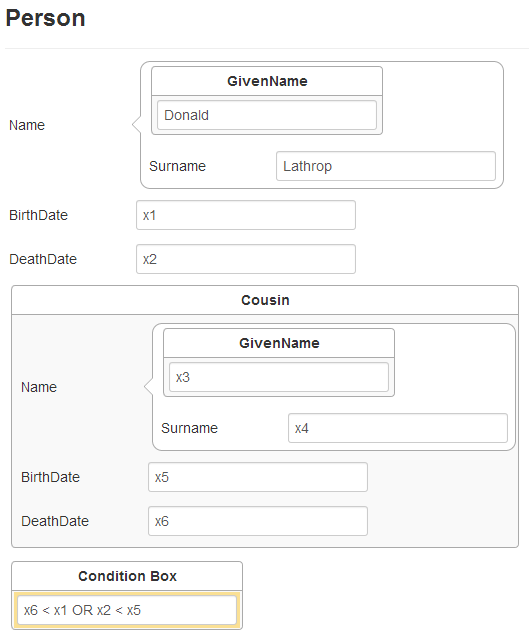 Person
GivenName
Donald
Name
Surname
Lathrop
BirthDate
x1
DeathDate
x2
Cousin
GivenName
x3
Name
Surname
x4
BirthDate
x5
DeathDate
x6
Condition Box
x6 < x1 OR x2 < x5